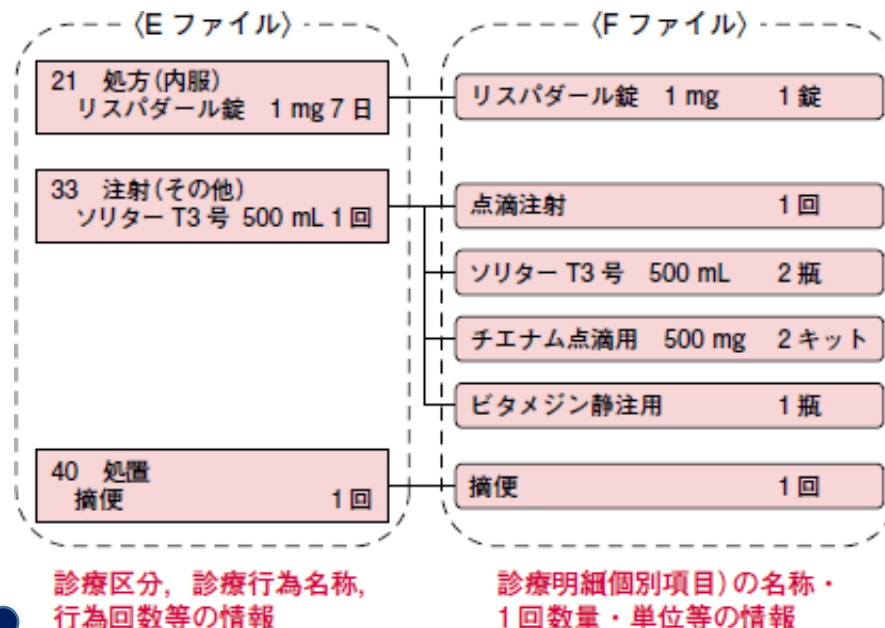 〈E ファイル〉
21 処方(内服)
リスパダール錠 1 mg 7 日
33 注射(その他)
ソリター T3 号 500 mL 1 回
40 処置
摘便 1 回
診療区分，診療行為名称，
行為回数等の情報
〈F ファイル〉
リスパダール錠 1 mg 1 錠
点滴注射 1 回
ソリター T3 号 500 mL 2 瓶
チエナム点滴用 500 mg 2 キット
ビタメジン静注用 1 瓶
摘便 1 回
診療明細(個別項目)の名称・
1 回数量・単位等の情報